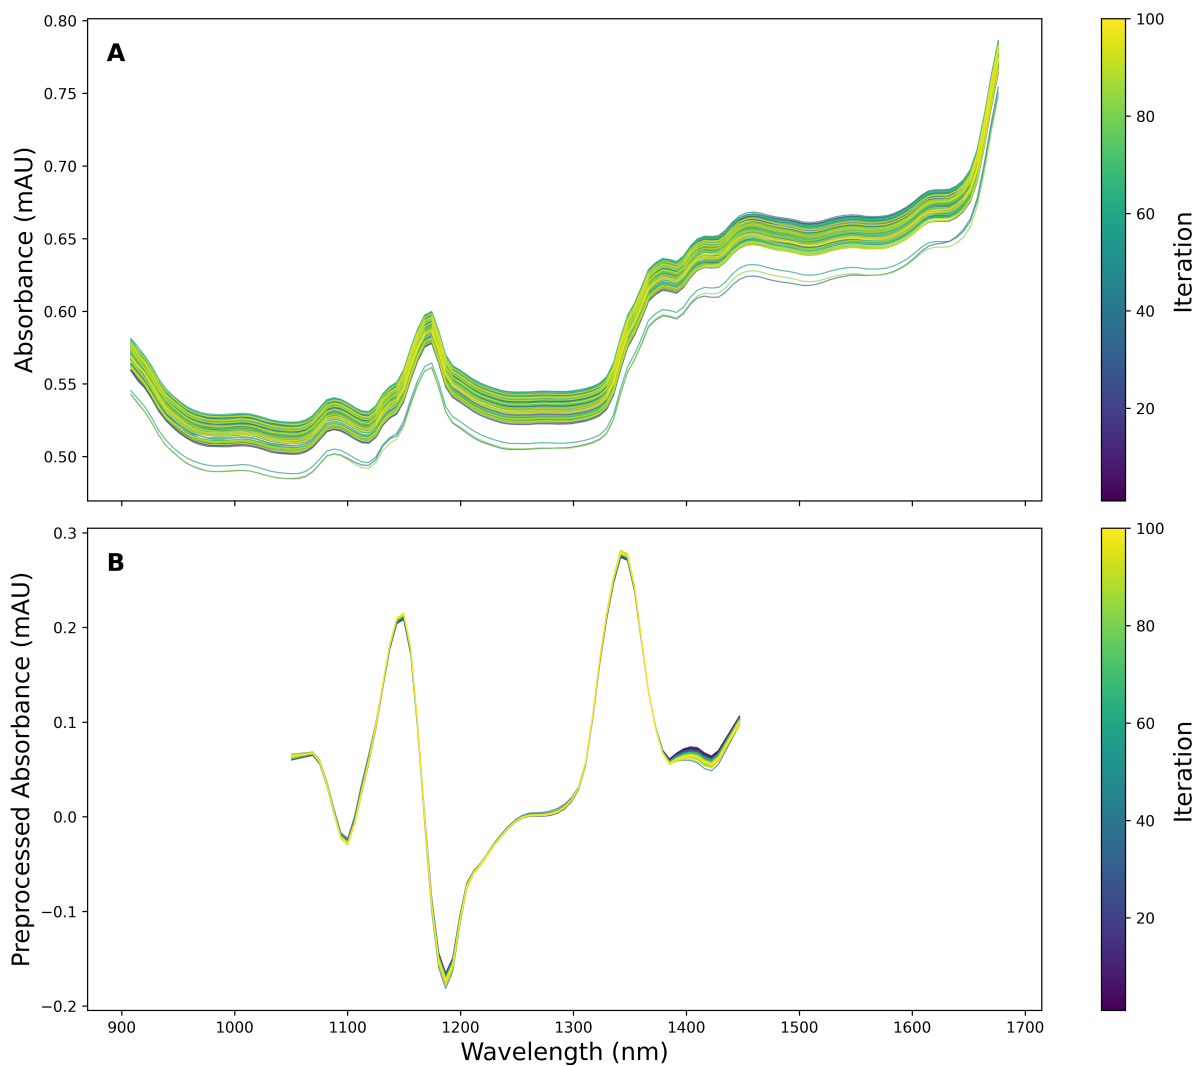 A
Absorbance (mAU)
0.80
0.75
0.70
0.65
0.60
0.55
0.50
100
80
60
40
20
Iteration
B
Preprocessed Absorbance (mAU)
0.3
0.2
0.1
0.0
−0.1
−0.2
900 1000 1100 1200 1300 1400 1500 1600 1700
Wavelength (nm)
100
80
60
40
20
Iteration